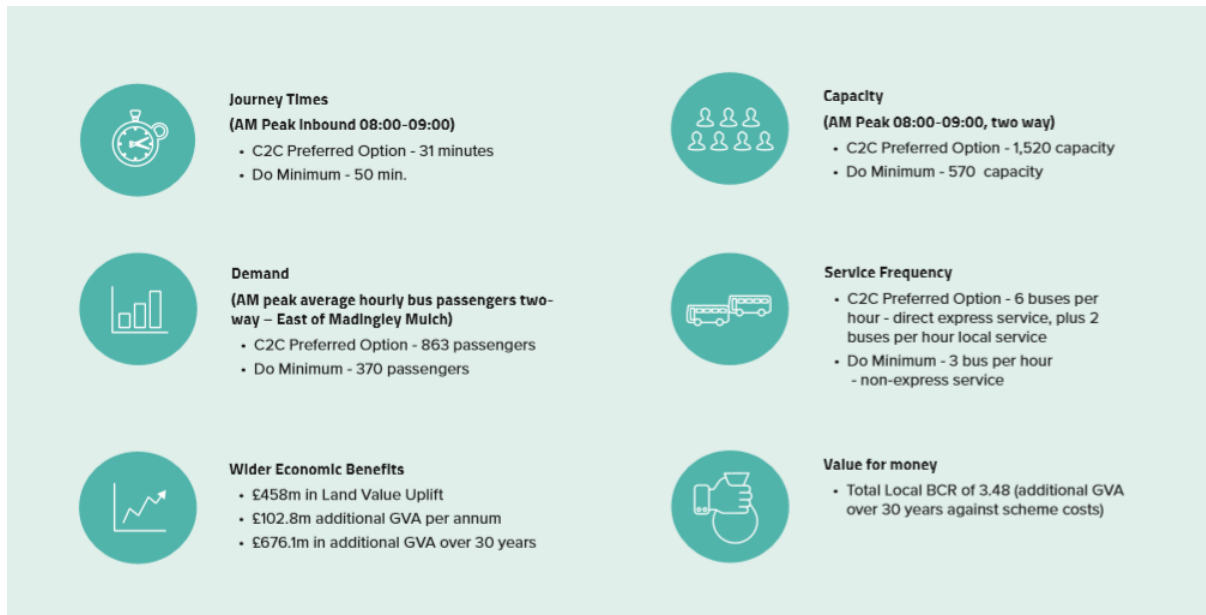 Journey Times
(AM Peak Inbound 08:00-09:00)
• C2C Preferred Option - 31 minutes
• Do Minimum - 50 min.
Capacity
(AM Peak 08:00-09:00, two way)
• C2C Preferred Option - 1,520 capacity
• Do Minimum - 570 capacity
Demand
(AM peak average hourly bus passengers two-
way – East of Madingley Mulch)
• C2C Preferred Option - 863 passengers
• Do Minimum - 370 passengers
Service Frequency
• C2C Preferred Option - 6 buses per
hour - direct express service, plus 2
buses per hour local service
• Do Minimum - 3 bus per hour
- non-express service
Wider Economic Benefits
• £458m in Land Value Uplift
• £102.8m additional GVA per annum
• £676.1m in additional GVA over 30 years
Value for money
• Total Local BCR of 3.48 (additional GVA
over 30 years against scheme costs)